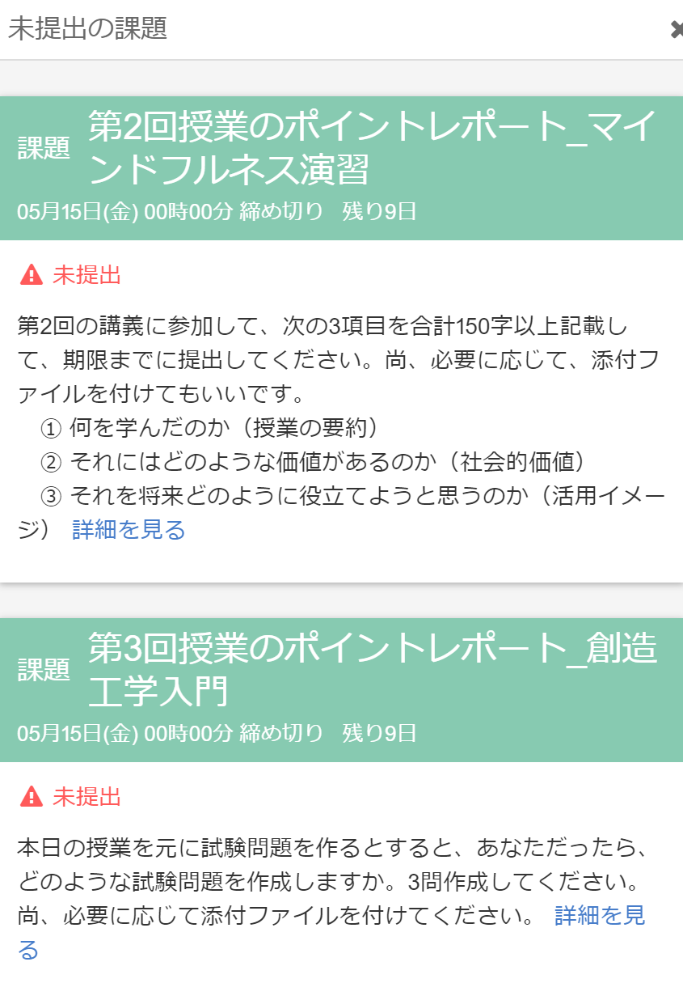 未提出の課題
課題
第2回授業のポイントレポート_マイ
ンドフルネス演習
05月15日(金) 00時00分 締め切り 残り9日
未提出
第2回の講義に参加して、次の3項目を合計150字以上記載し
て、期限までに提出してください。尚、必要に応じて、添付フ
ァイルを付けてもいいです。
① 何を学んだのか（授業の要約）
② それにはどのような価値があるのか（社会的価値）
③ それを将来どのように役立てようと思うのか（活用イメー
ジ） 詳細を見る
課題
第3回授業のポイントレポート_創造
工学入門
05月15日(金) 00時00分 締め切り 残り9日
未提出
本日の授業を元に試験問題を作るとすると、あなただったら、
どのような試験問題を作成しますか。3問作成してください。
尚、必要に応じて添付ファイルを付けてください。 詳細を見
る